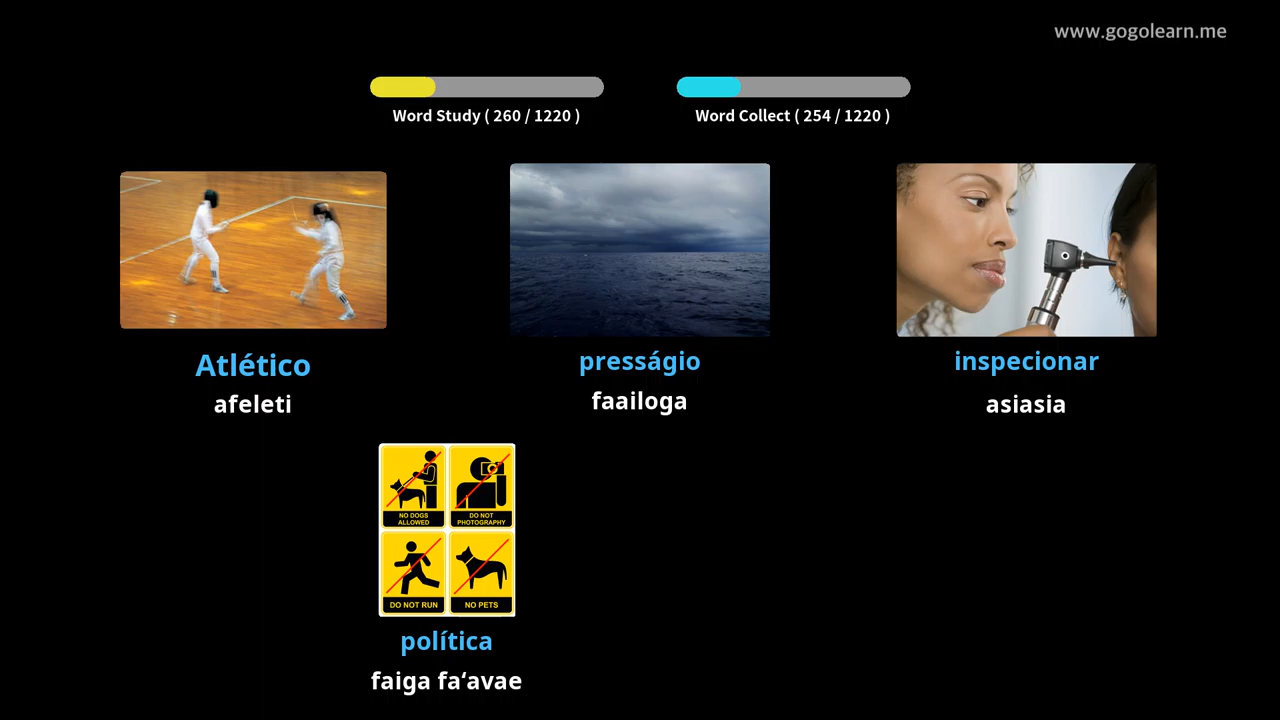 www.gogolearn.me
Word Study ( 260 / 1220 )
Word Collect ( 254 / 1220 )
Atlético
afeleti
presságio
faailoga
inspecionar
asiasia
NO DOGS
ALLOWED
DO NOT
PHOTOGRAPHY
DO NOT RUN
NO PETS
política
faiga fa‘avae